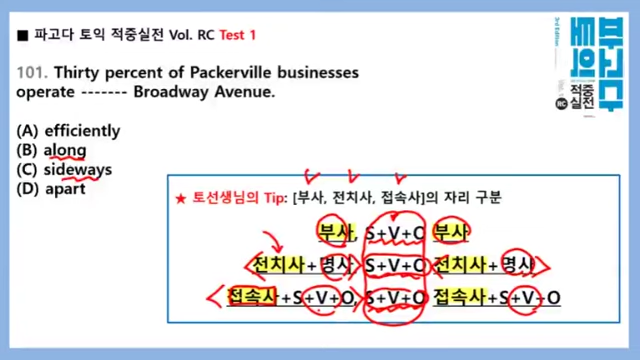 ■ 파고다 토익 적중실전 Vol. RC Test 1
101. Thirty percent of Packerville businesses
operate ------- Broadway Avenue.
(A) efficiently
(B) along
(C) sideways
(D) apart
★ 토선생님의 Tip: [부사, 전치사, 접속사]의 자리 구분
부사, S+V+O 부사
전치사+명사, S+V+O 전치사+명사
접속사+S+V+O, S+V+O 접속사+S+V+O
파고다
토익
적중
실전
RC
3rd Edition